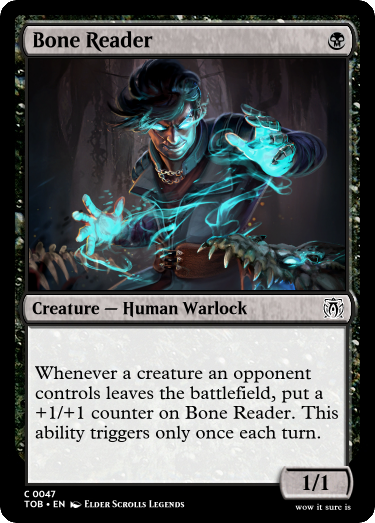 Bone Reader
Creature — Human Warlock
Whenever a creature an opponent
controls leaves the battlefield, put a
+1/+1 counter on Bone Reader. This
ability triggers only once each turn.
1/1
C 0047
TOB • EN Elder Scrolls Legends
wow it sure is